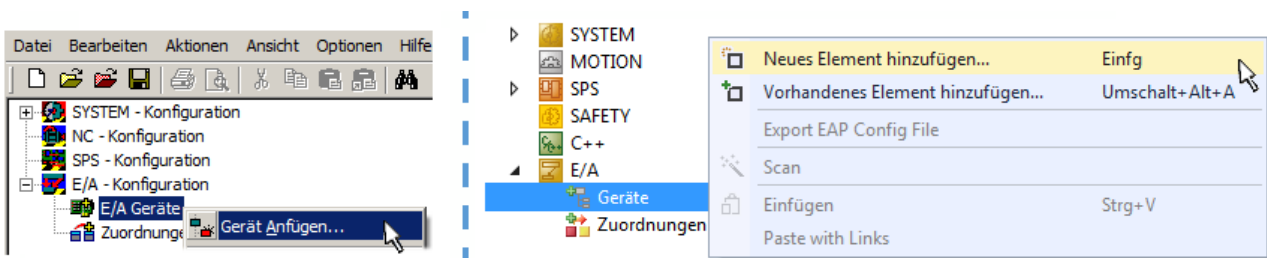 Datei Bearbeiten Aktionen Ansicht Optionen Hilfe
SYSTEM - Konfiguration
NC - Konfiguration
SPS - Konfiguration
E/A - Konfiguration
E/A Geräte
Gerät Anfügen...
Zuordnunge
SYSTEM
MOTION
SPS
SAFETY
C++
E/A
Geräte
Zuordnungen
Neues Element hinzufügen... Einfg
Vorhandenes Element hinzufügen... Umschalt+Alt+A
Export EAP Config File
Scan
Einfügen Strg+V
Paste with Links